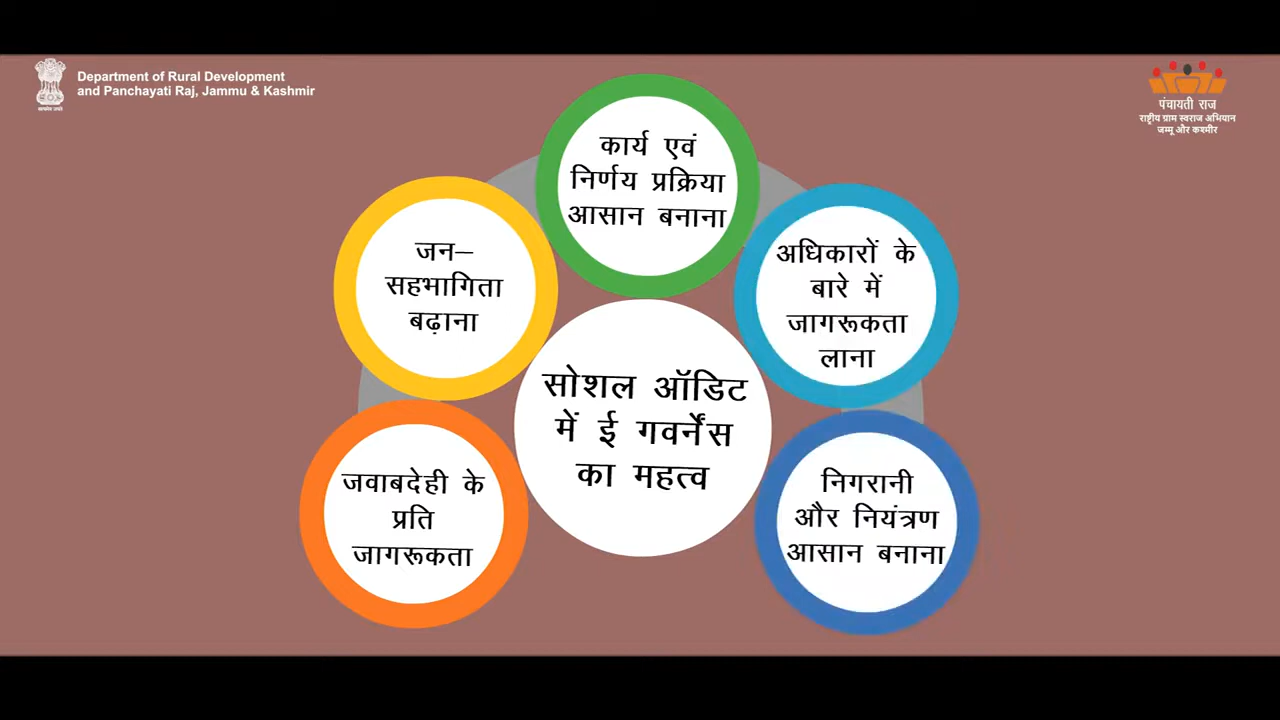 Department of Rural Development
and Panchayati Raj, Jammu & Kashmir
पंचायती राज
राष्ट्रीय ग्राम स्वराज अभियान
जम्मू और कश्मीर
कार्य एवं
निर्णय प्रक्रिया
आसान बनाना
जन–
सहभागिता
बढ़ाना
अधिकारों के
बारे में
जागरूकता
लाना
सोशल ऑडिट
में ई गवर्नेंस
का महत्व
जवाबदेही के
प्रति
जागरूकता
निगरानी
और नियंत्रण
आसान बनाना